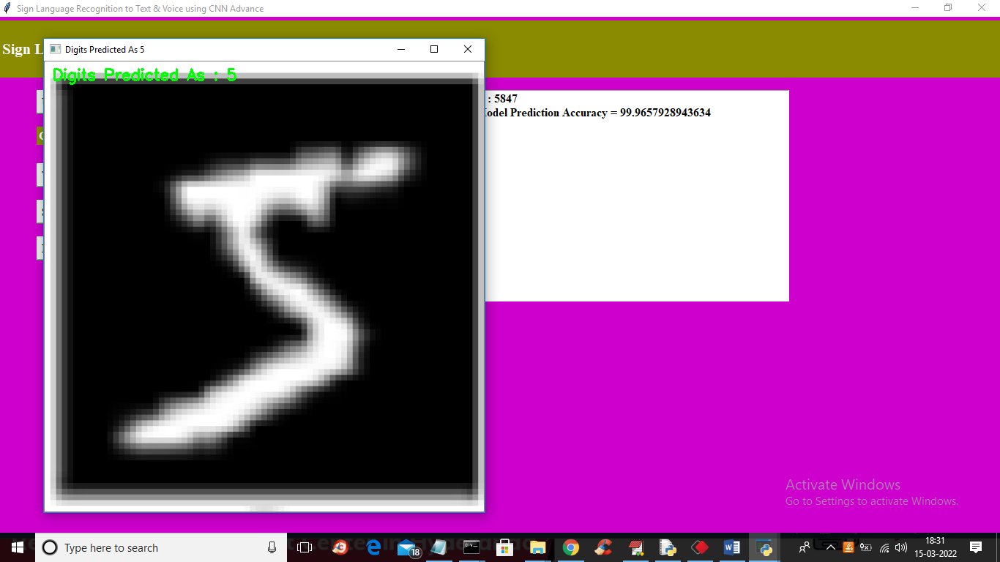 Sign Language Recognition to Text & Voice using CNN Advance
Sign L
Digits Predicted As 5
Digits Predicted As : 5
5
: 5847
odel Prediction Accuracy = 99.9657928943634
Activate Windows
Go to Settings to activate Windows.
Type here to search
18
18:31
15-03-2022